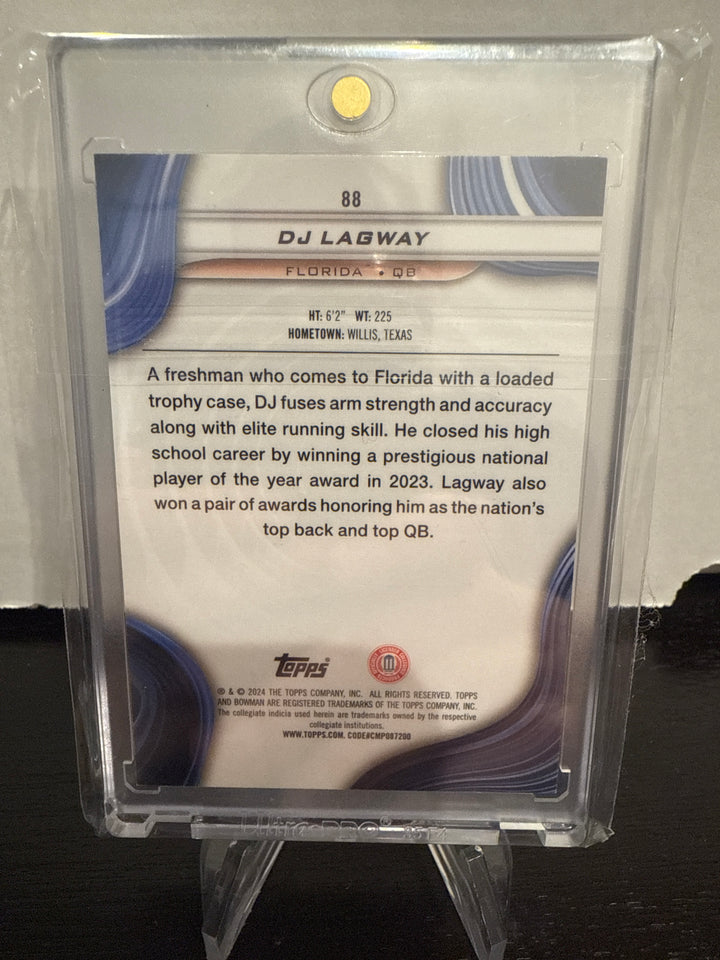 88
DJ LAGWAY
FLORIDA • QB
HT: 6'2" WT: 225
HOMETOWN: WILLIS, TEXAS
A freshman who comes to Florida with a loaded
trophy case, DJ fuses arm strength and accuracy
along with elite running skill. He closed his high
school career by winning a prestigious national
player of the year award in 2023. Lagway also
won a pair of awards honoring him as the nation's
top back and top QB.
topps
® & © 2024 THE TOPPS COMPANY, INC. ALL RIGHTS RESERVED. TOPPS
AND BOWMAN ARE REGISTERED TRADEMARKS OF THE TOPPS COMPANY, INC.
The collegiate indicia used herein are trademarks owned by the respective
collegiate institutions.
WWW.TOPPS.COM. CODE#CMP087200
Ultra·PRO®